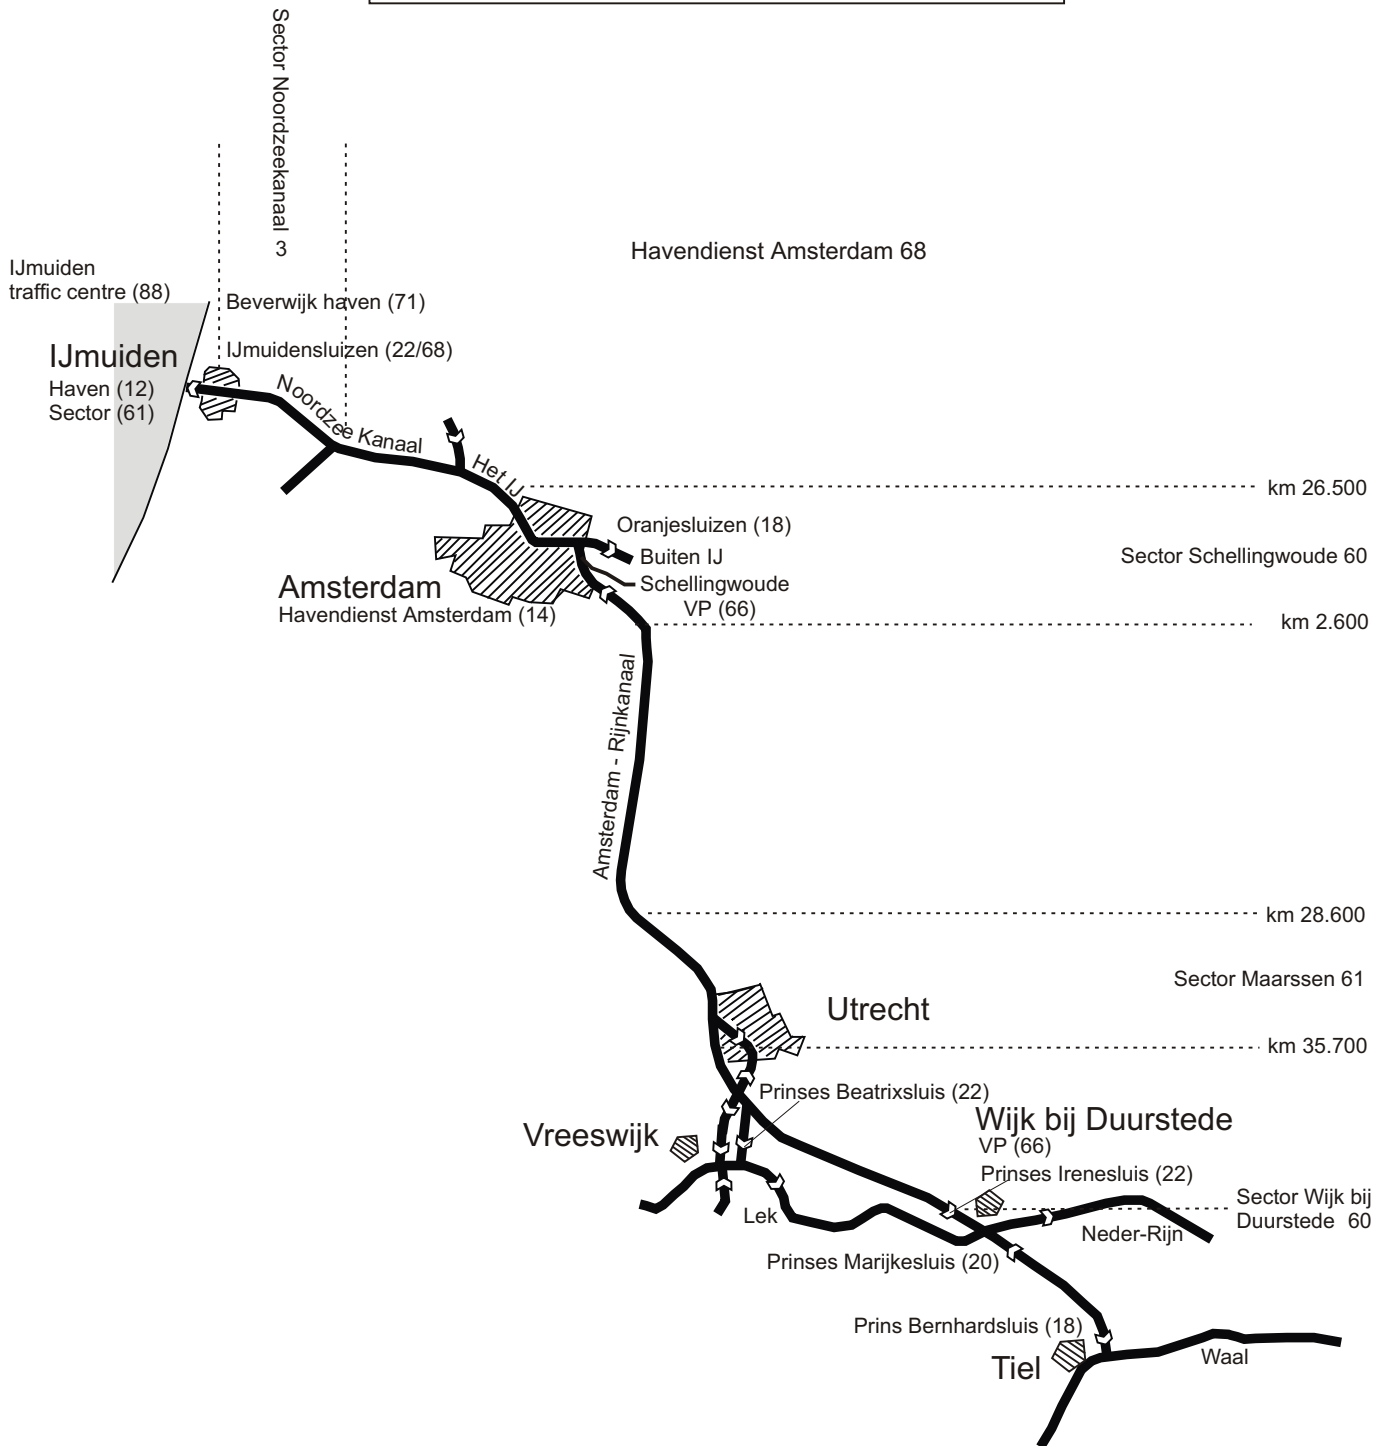 Sector Noordzeekanaal
3
Havendienst Amsterdam 68
IJmuiden
traffic centre (88)
Beverwijk haven (71)
IJmuiden
IJmuidensluizen (22/68)
Haven (12)
Sector (61)
Noordzee Kanaal
Het IJ
km 26.500
Oranjesluizen (18)
Buiten IJ
Sector Schellingwoude 60
Amsterdam
Schellingwoude
VP (66)
Havendienst Amsterdam (14)
km 2.600
Amsterdam - Rijnkanaal
km 28.600
Sector Maarssen 61
Utrecht
km 35.700
Prinses Beatrixsluis (22)
Vreeswijk
Wijk bij Duurstede
VP (66)
Prinses Irenesluis (22)
Sector Wijk bij
Duurstede 60
Lek
Neder-Rijn
Prinses Marijkesluis (20)
Prins Bernhardsluis (18)
Tiel
Waal